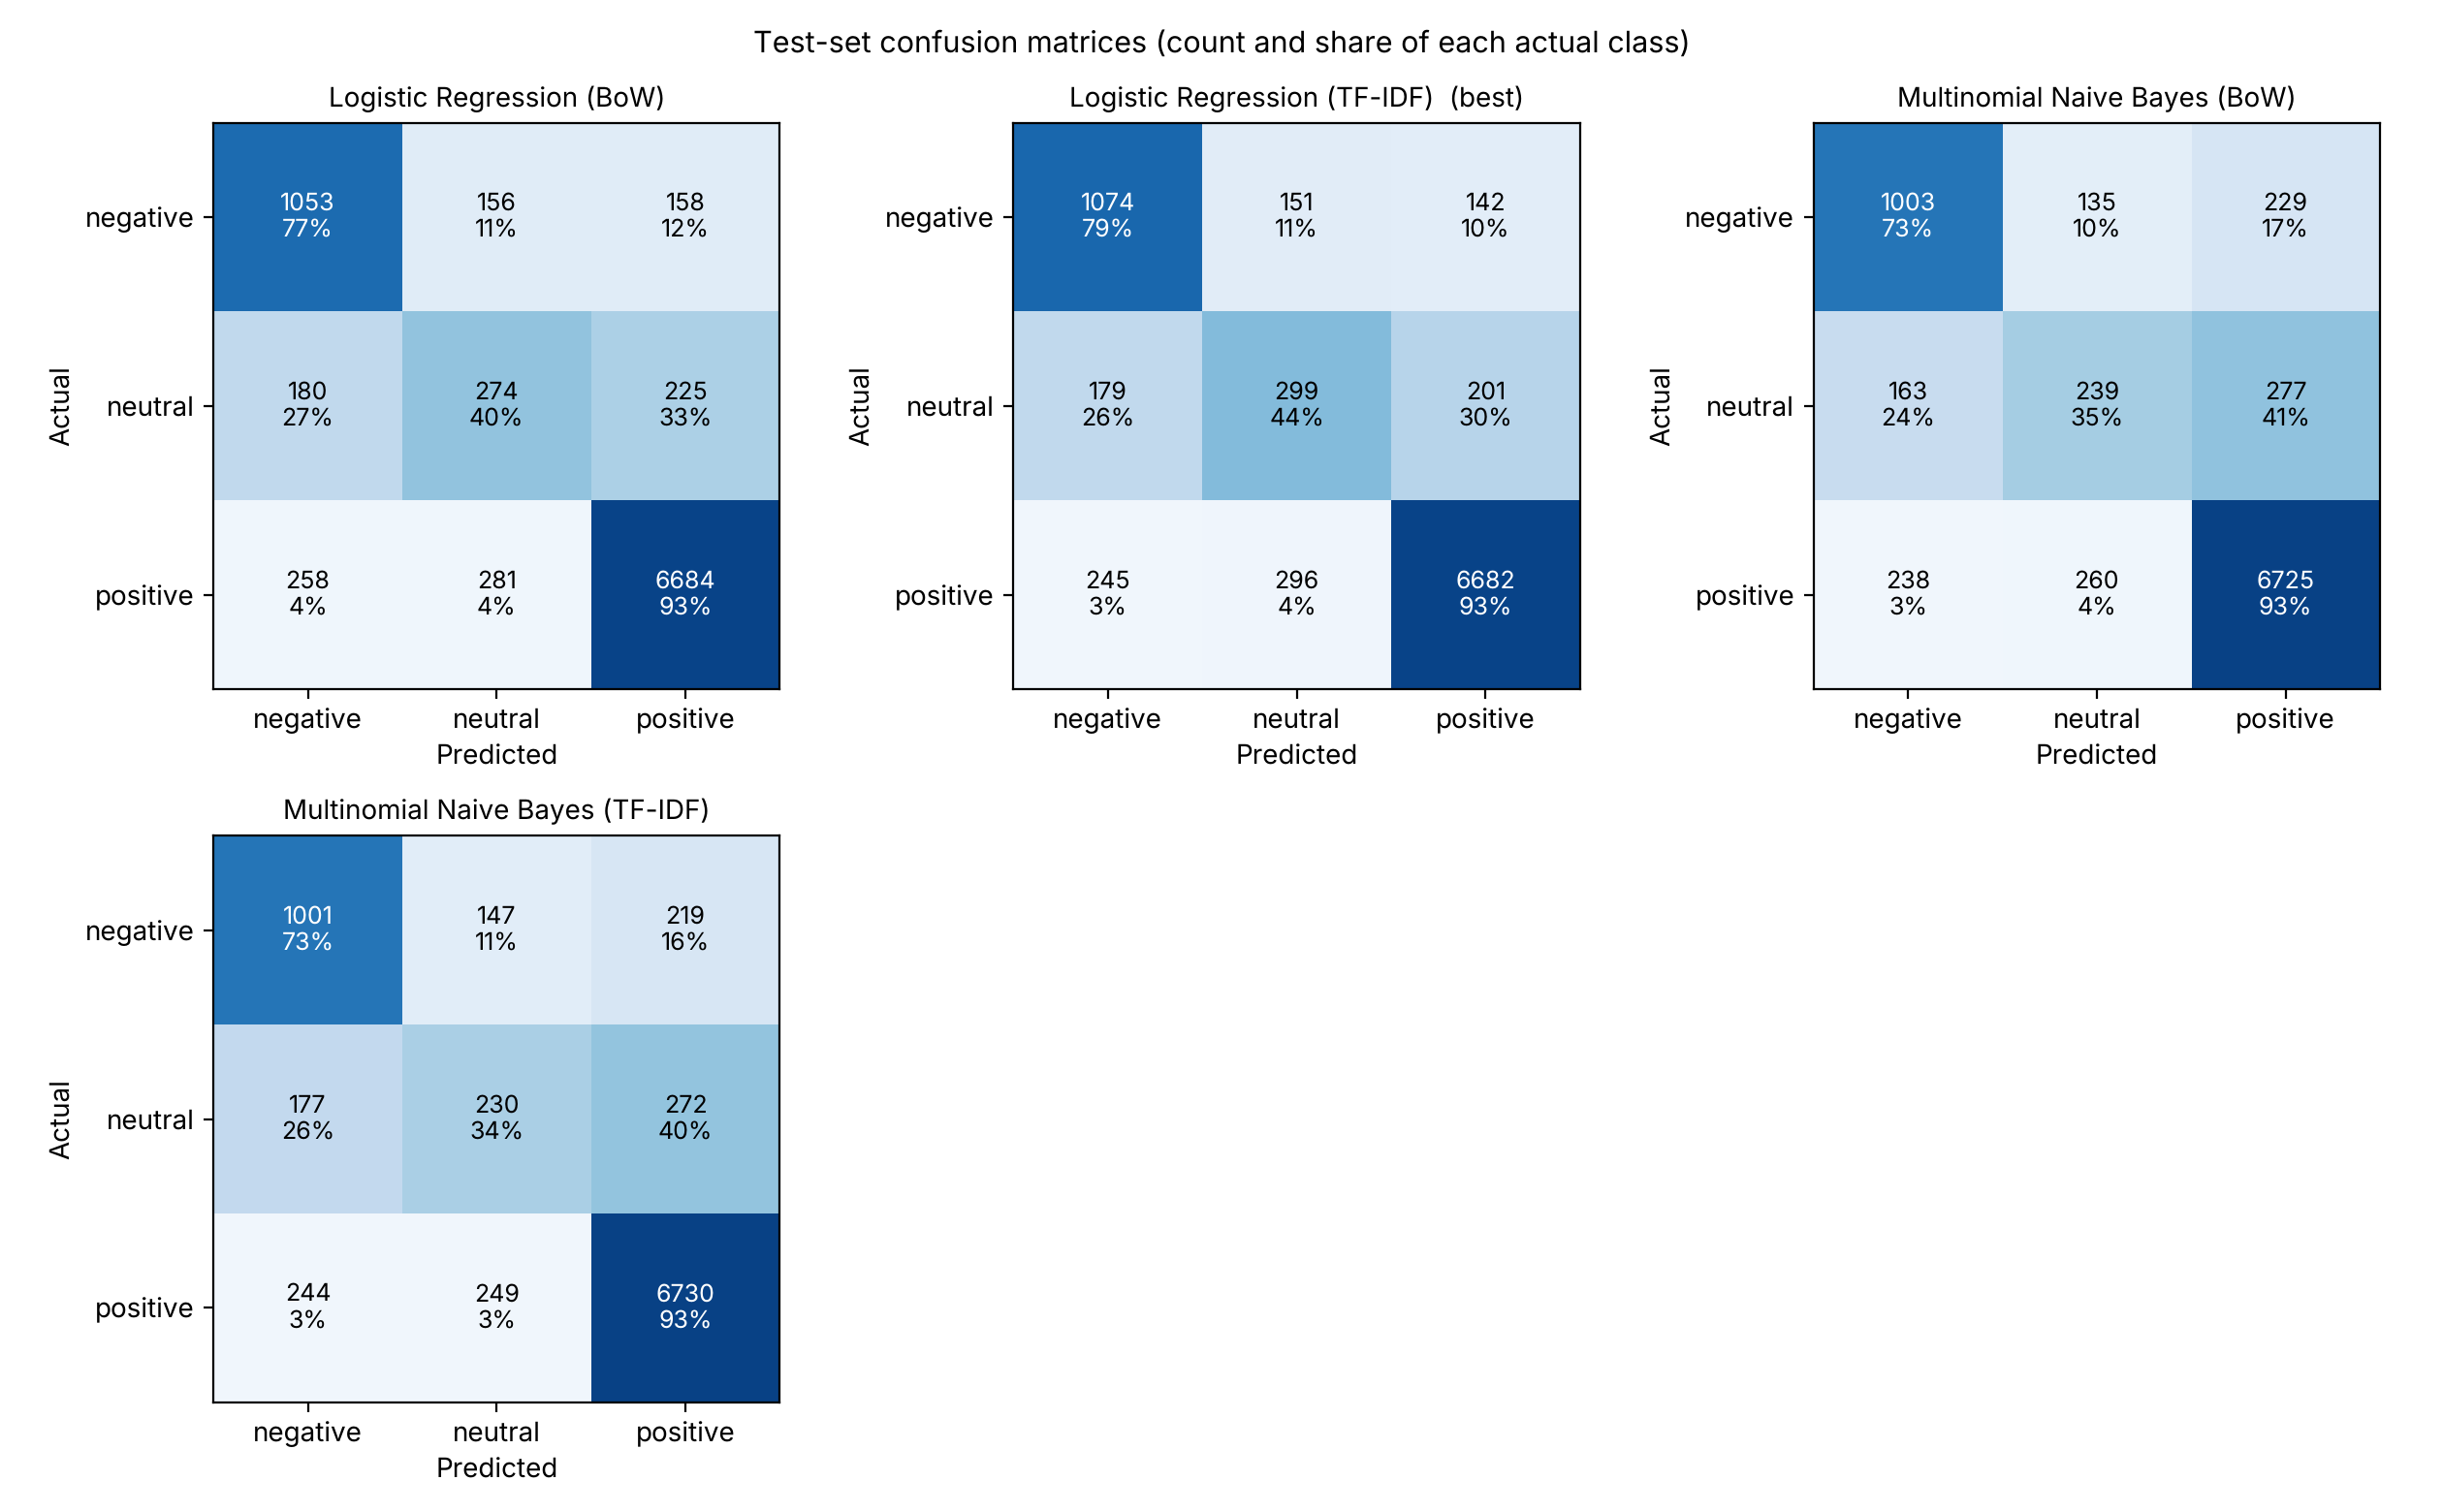 Test-set confusion matrices (count and share of each actual class)
Logistic Regression (BoW)
Actual
negative
1053
77%
156
11%
158
12%
neutral
180
27%
274
40%
225
33%
positive
258
4%
281
4%
6684
93%
negative
neutral
positive
Predicted
Logistic Regression (TF-IDF) (best)
Actual
negative
1074
79%
151
11%
142
10%
neutral
179
26%
299
44%
201
30%
positive
245
3%
296
4%
6682
93%
negative
neutral
positive
Predicted
Multinomial Naive Bayes (BoW)
Actual
negative
1003
73%
135
10%
229
17%
neutral
163
24%
239
35%
277
41%
positive
238
3%
260
4%
6725
93%
negative
neutral
positive
Predicted
Multinomial Naive Bayes (TF-IDF)
Actual
negative
1001
73%
147
11%
219
16%
neutral
177
26%
230
34%
272
40%
positive
244
3%
249
3%
6730
93%
negative
neutral
positive
Predicted